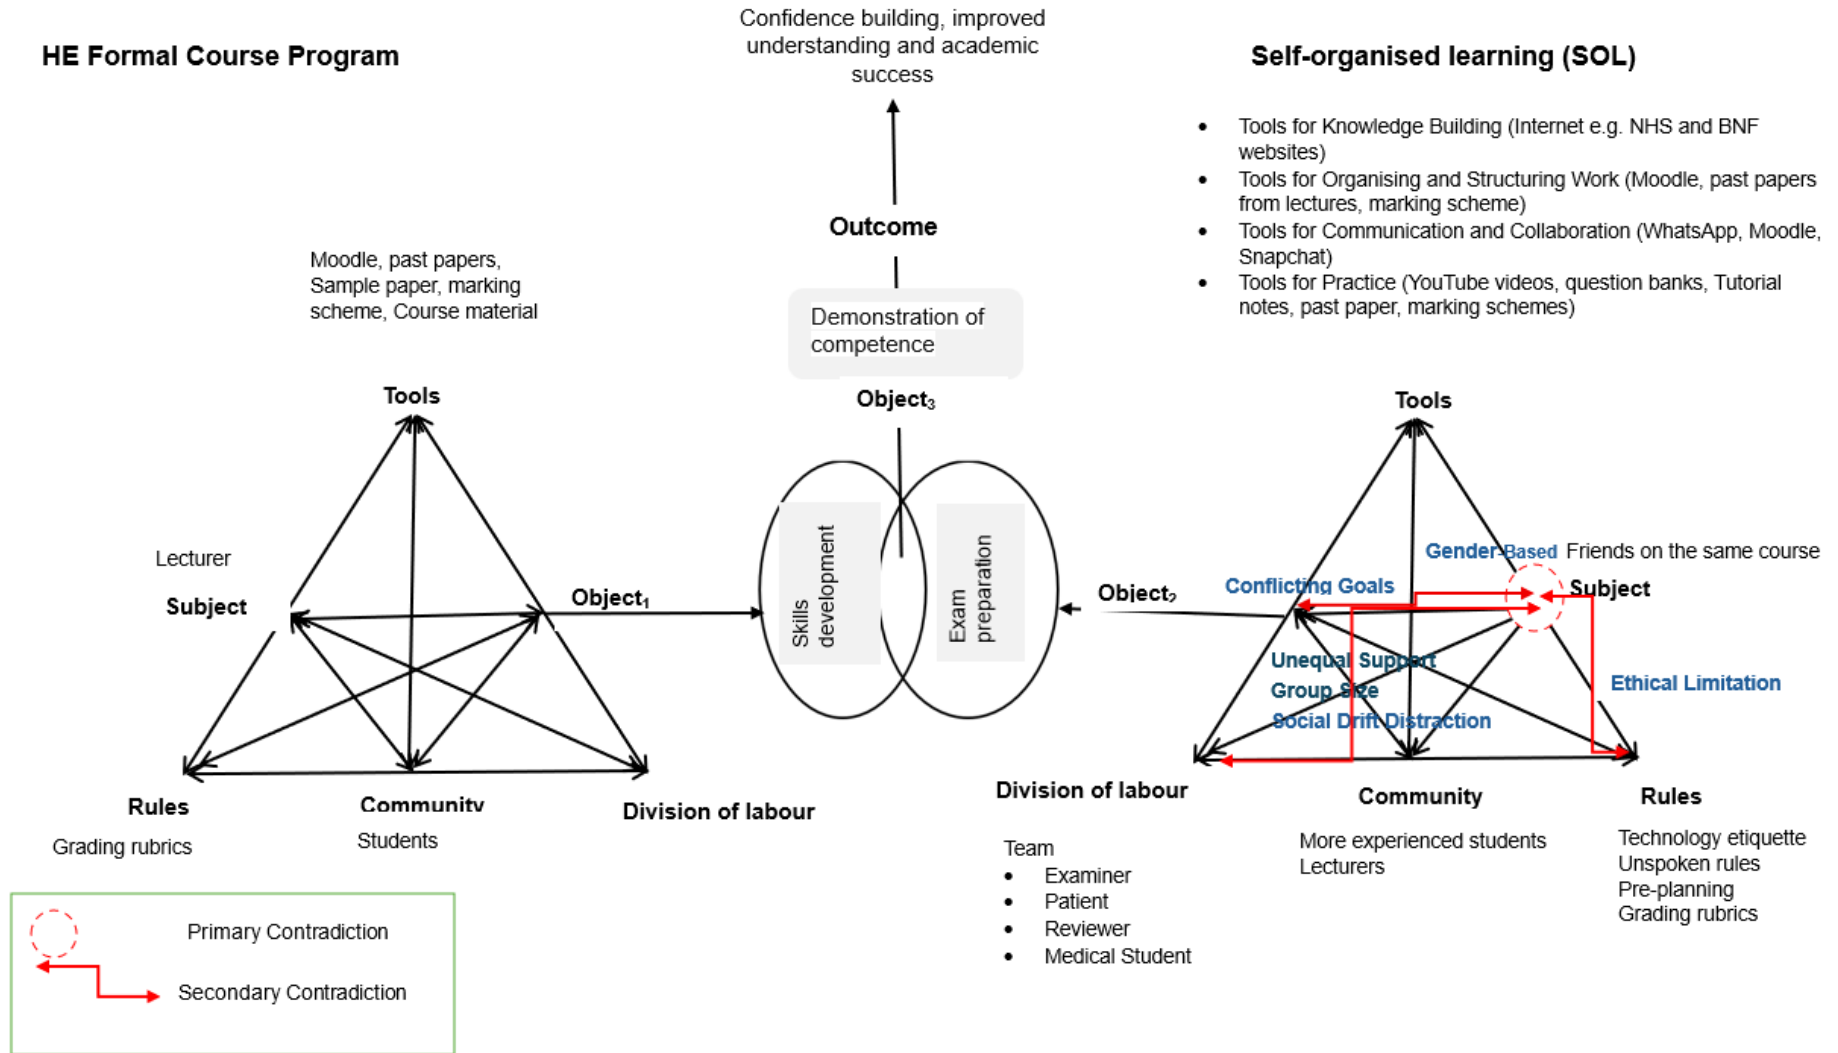 HE Formal Course Program
Confidence building, improved
understanding and academic
success
Self-organised learning (SOL)
• Tools for Knowledge Building (Internet e.g. NHS and BNF
websites)
• Tools for Organising and Structuring Work (Moodle, past papers
from lectures, marking scheme)
• Tools for Communication and Collaboration (WhatsApp, Moodle,
Snapchat)
• Tools for Practice (YouTube videos, question banks, Tutorial
notes, past paper, marking schemes)
Outcome
Moodle, past papers,
Sample paper, marking
scheme, Course material
Demonstration of
competence
Object₃
Tools
Lecturer
Subject
Object₁
Skills
development
Exam
preparation
Object₂
Tools
Gender-Based
Friends on the same course
Conflicting Goals
Subject
Unequal Support
Group Size
Social Drift Distraction
Ethical Limitation
Rules
Grading rubrics
Community
Students
Division of labour
Division of labour
Team
• Examiner
• Patient
• Reviewer
• Medical Student
Community
More experienced students
Lecturers
Rules
Technology etiquette
Unspoken rules
Pre-planning
Grading rubrics
Primary Contradiction
Secondary Contradiction